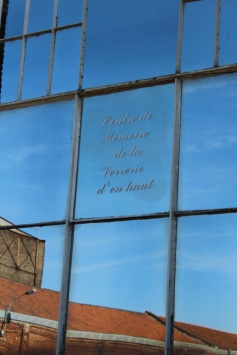 Centre de
Mémoire
de la
Verrerie
d'en haut